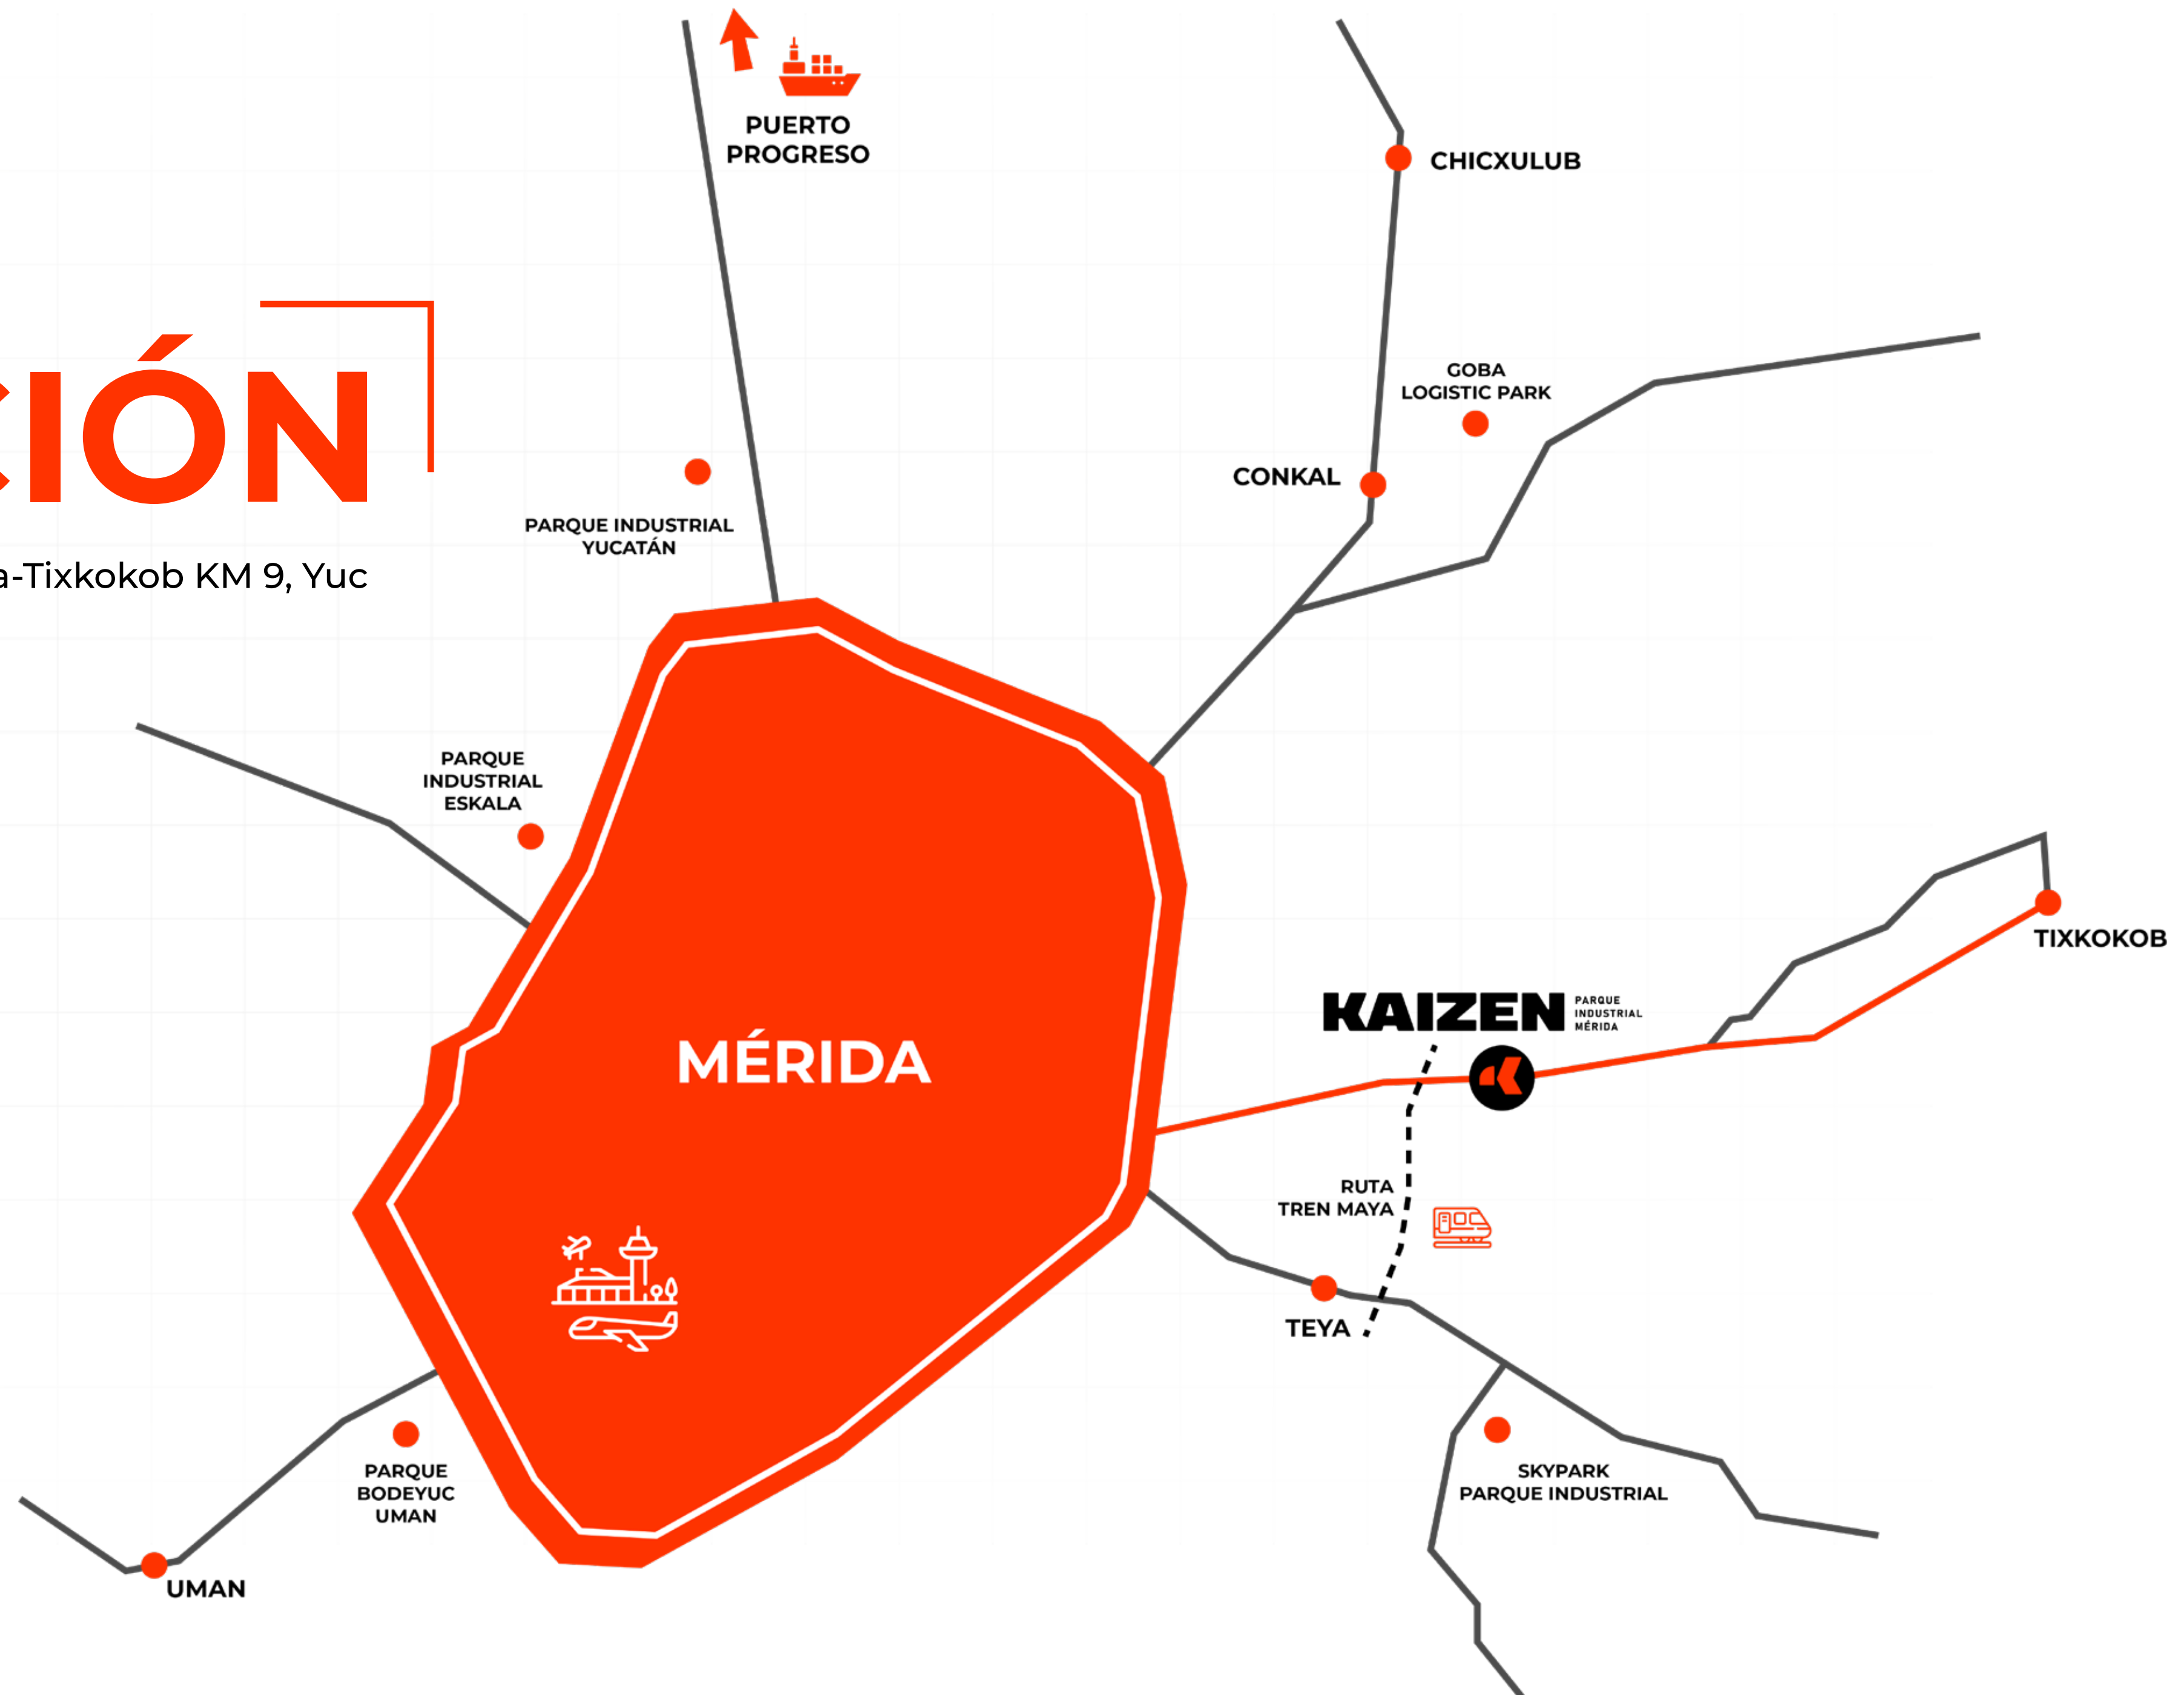 PUERTO
PROGRESO
CHICXULUB
GOBA
LOGISTIC PARK
CIÓN
CONKAL
PARQUE INDUSTRIAL
YUCATÁN
a-Tixkokob KM 9, Yuc
PARQUE
INDUSTRIAL
ESKALA
TIXKOKOB
KAIZEN
PARQUE
INDUSTRIAL
MÉRIDA
MÉRIDA
RUTA
TREN MAYA
TEYA
PARQUE
BODEYUC
UMAN
SKYPARK
PARQUE INDUSTRIAL
UMAN